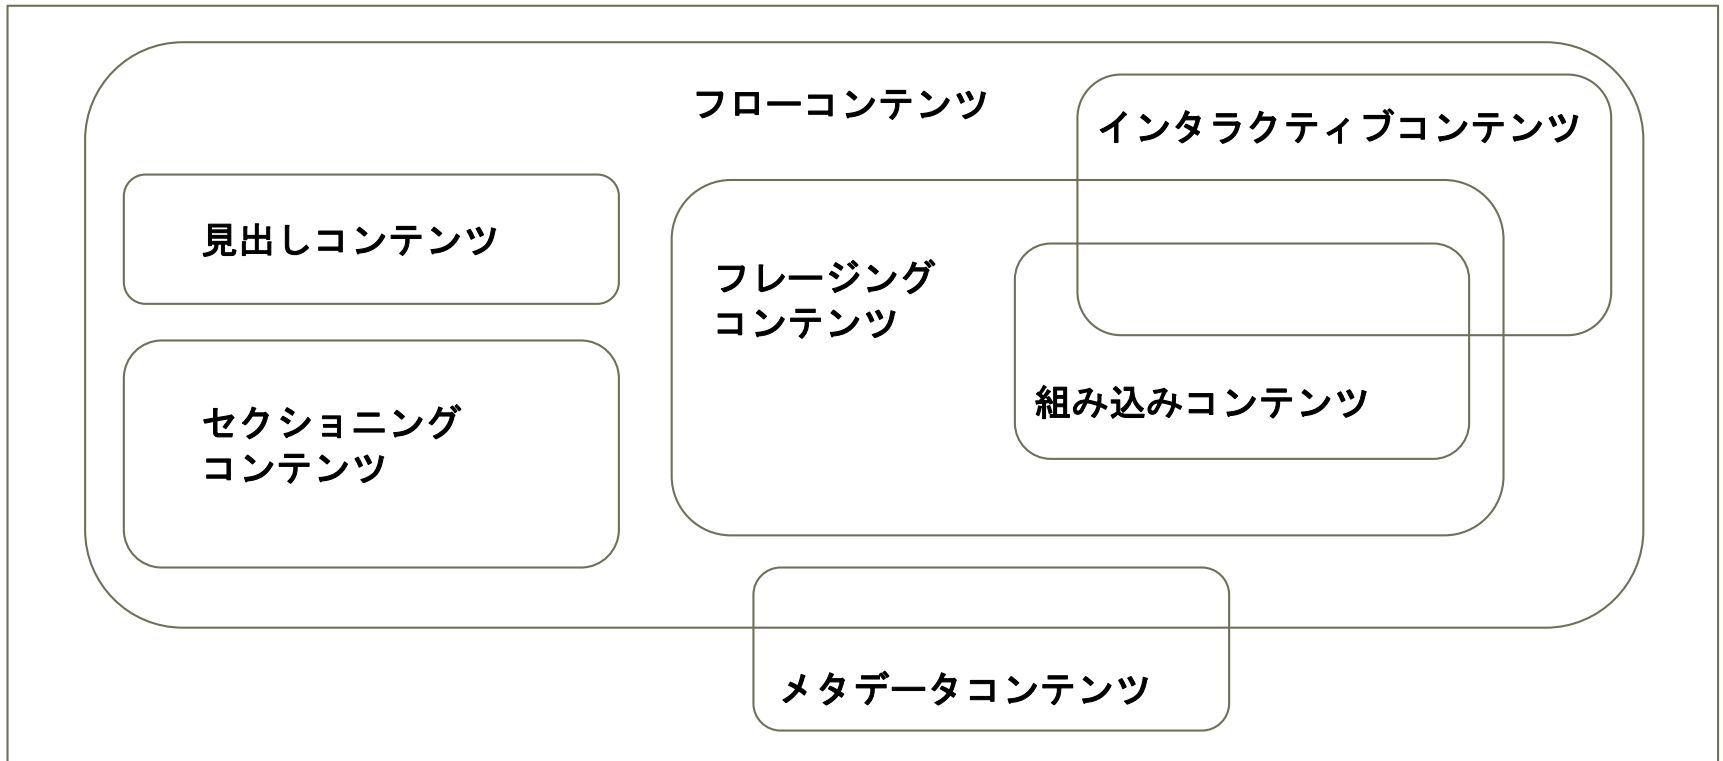 フローコンテンツ
インタラクティブコンテンツ
見出しコンテンツ
フレージング
コンテンツ
組み込みコンテンツ
セクショニング
コンテンツ
メタデータコンテンツ